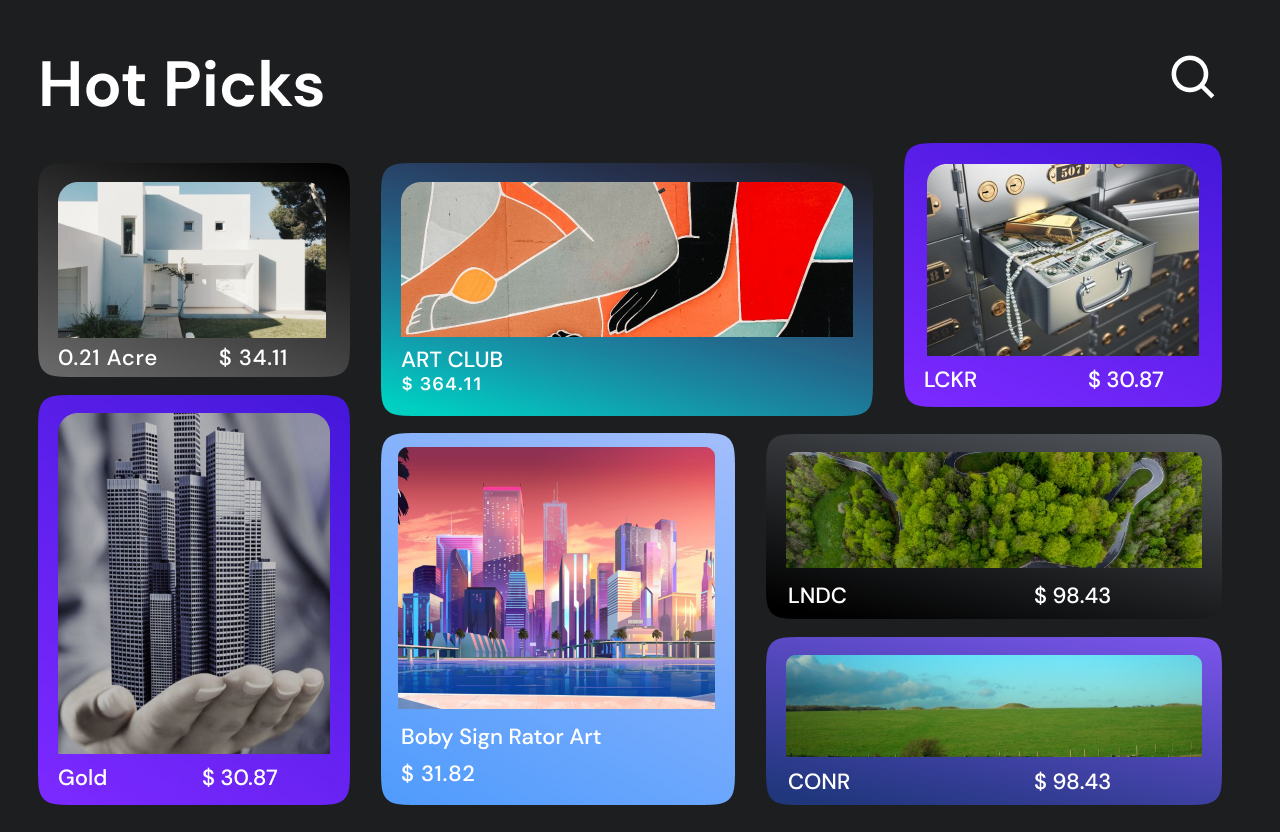 Hot Picks
0.21 Acre $ 34.11
ART CLUB
$ 364.11
507
LCKR $ 30.87
Gold $ 30.87
Boby Sign Rator Art
$ 31.82
LNDC $ 98.43
CONR $ 98.43